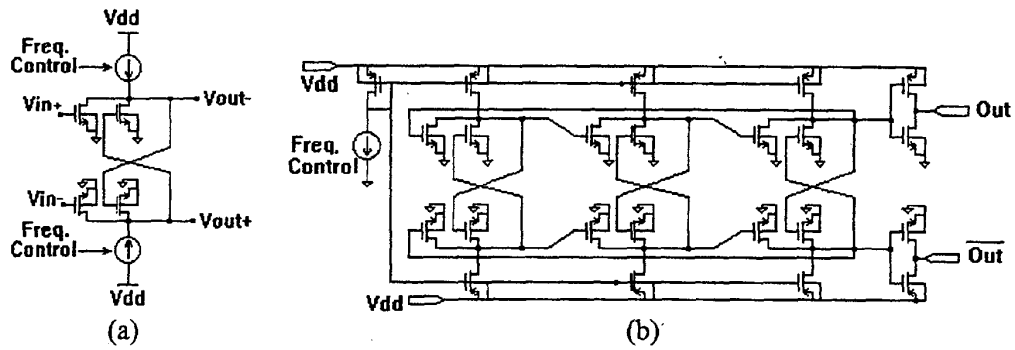 Vdd
Freq.
Control
Vin+
Vout-
Vin-
Vout+
Freq.
Control
Vdd
(a)
Vdd
Freq.
Control
Out
Out
Vdd
(b)